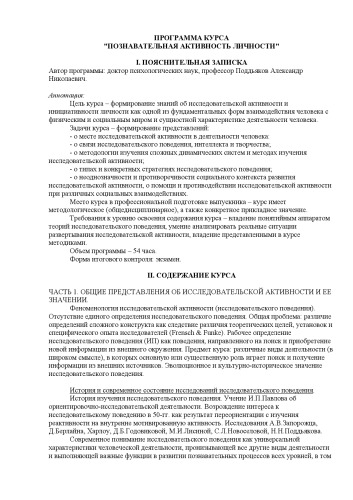 ПРОГРАММА КУРСА
"ПОЗНАВАТЕЛЬНАЯ АКТИВНОСТЬ ЛИЧНОСТИ"
I. ПОЯСНИТЕЛЬНАЯ ЗАПИСКА
Автор программы: доктор психологических наук, профессор Поддьяков Александр
Николаевич.
Аннотация:
Цель курса – формирование знаний об исследовательской активности и
инициативности личности как одной из фундаментальных форм взаимодействия человека с
физическим и социальным миром и сущностной характеристике деятельности человека.
Задачи курса – формирование представлений:
- о месте исследовательской активности в деятельности человека
- о связи исследовательского поведения, интеллекта и творчества;
- о методологии изучения сложных динамических систем и методах изучения
исследовательской активности;
- о типах и конкретных стратегиях исследовательского поведения;
- о неоднозначности и противоречивости социального контекста развития
исследовательской активности, о помощи и противодействии исследовательской активности
при различных социальных взаимодействиях.
Место курса в профессиональной подготовке выпускника – курс имеет
методологическое (общедисциплинарное), а также конкретное прикладное значение.
Требования к уровню освоения содержания курса – владение понятийным аппаратом
теорий исследовательского поведения, умение анализировать реальные ситуации
развертывания исследовательской активности, владение представленными в курсе
методиками.
Объем программы – 54 часа.
Форма итогового контроля: экзамен.
II. СОДЕРЖАНИЕ КУРСА
ЧАСТЬ 1. ОБЩИЕ ПРЕДСТАВЛЕНИЯ ОБ ИССЛЕДОВАТЕЛЬСКОЙ АКТИВНОСТИ И ЕЕ
ЗНАЧЕНИИ.
Феноменология исследовательской активности (исследовательского поведения).
Отсутствие единого определения исследовательского поведения. Общая проблема: различие
определений сложного конструкта как следствие различия теоретических целей, установок и
специфического опыта исследователей (Frensch & Funke). Рабочее определение
исследовательского поведения (ИП) как поведения, направленного на поиск и приобретение
новой информации из внешнего окружения. Предмет курса: различные виды деятельности (в
широком смысле), в которых основную или существенную роль играет поиск и получение
информации из внешних источников. Эволюционное и культурно-историческое значение
исследовательского поведения.
История и современное состояние исследований исследовательского поведения
История изучения исследовательского поведения. Учение И.П.Павлова об
ориентировочно-исследовательской деятельности. Возрождение интереса к
исследовательскому поведению в 50-гг. как результат переориентации с изучения
реактивности на внутренне мотивированную активность. Исследования А.В.Запорожца,
Д.Берлайна, Харлоу, Д.Б.Годовиковой, М.И.Лисиной, С.Л.Новоселовой, Н.Н.Поддьякова.
Современное понимание исследовательского поведения как универсальной
характеристики человеческой деятельности, пронизывающей все другие виды деятельности
и выполняющей важные функции в развитии познавательных процессов всех уровней, в том